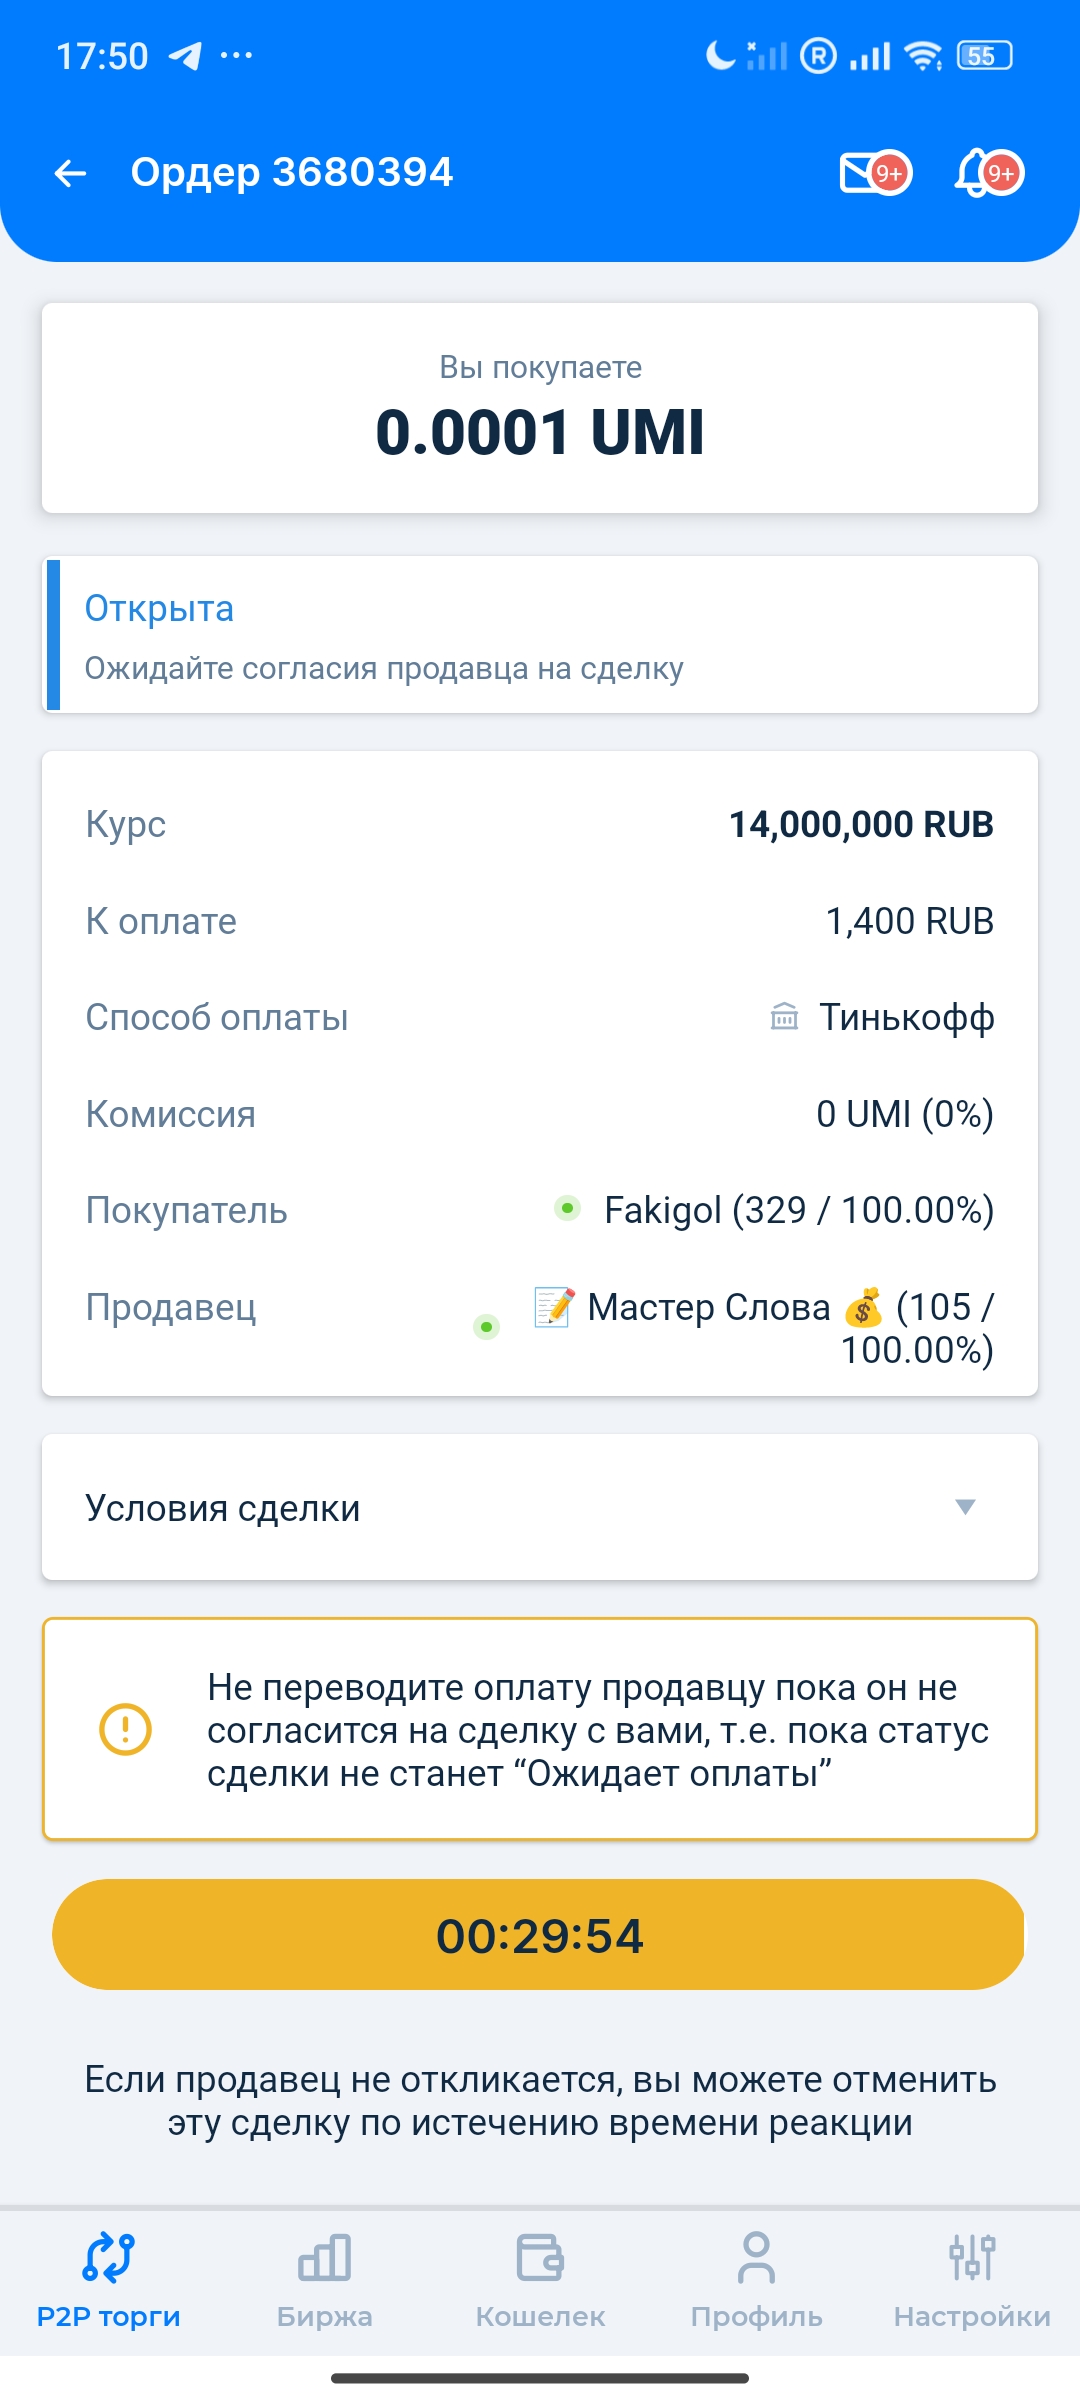 17:50
55
Ордер 3680394
9+
9+
Вы покупаете
0.0001 UMI
Открыта
Ожидайте согласия продавца на сделку
Курс 14,000,000 RUB
К оплате 1,400 RUB
Способ оплаты Тинькофф
Комиссия 0 UMI (0%)
Покупатель Fakigol (329 / 100.00%)
Продавец 📝 Мастер Слова 💰 (105 /
100.00%)
Условия сделки
Не переводите оплату продавцу пока он не
согласится на сделку с вами, т.е. пока статус
сделки не станет “Ожидает оплаты”
00:29:54
Если продавец не откликается, вы можете отменить
эту сделку по истечению времени реакции
P2P торги
Биржа
Кошелек
Профиль
Настройки